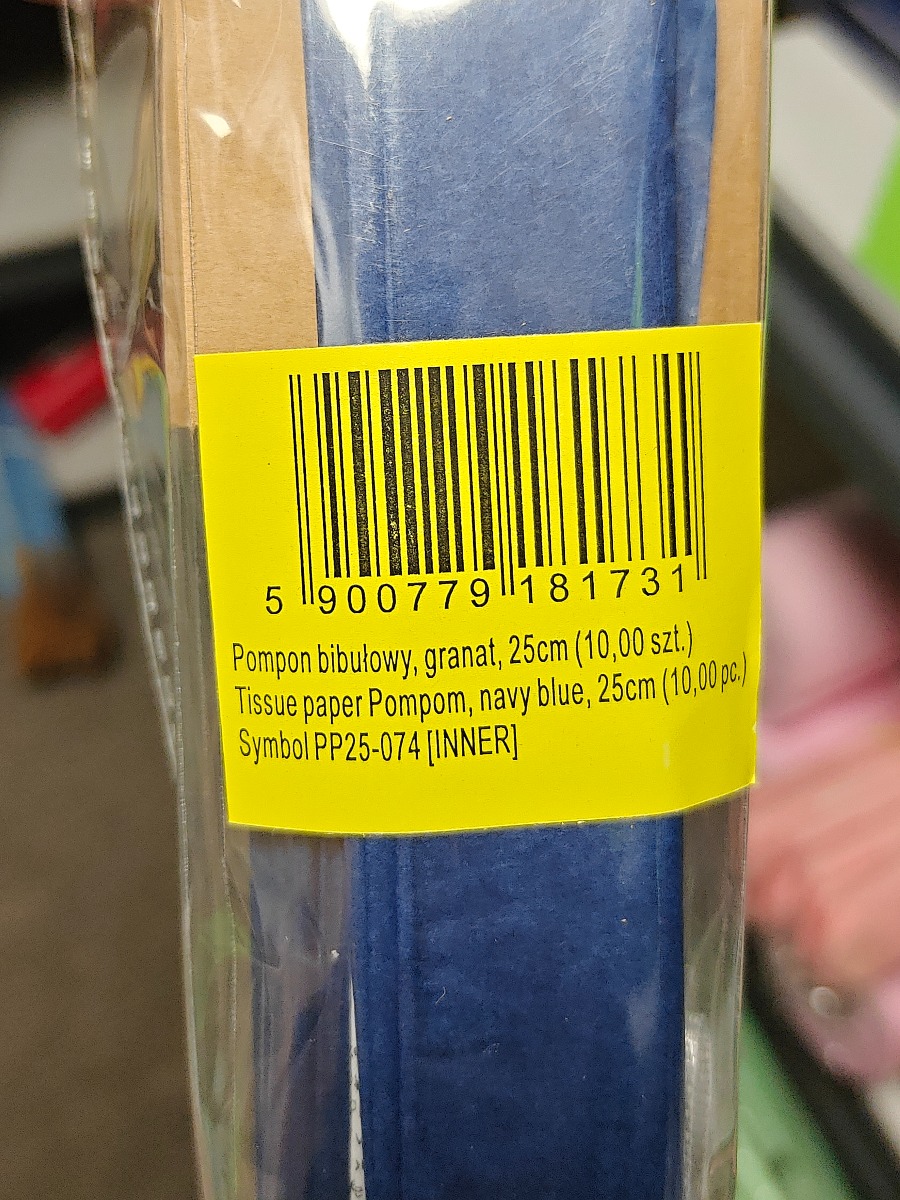 5 900779 181731
Pompon bibułowy, granat, 25cm (10,00 szt.)
Tissue paper Pompom, navy blue, 25cm (10,00 pc.)
Symbol PP25-074 [INNER]